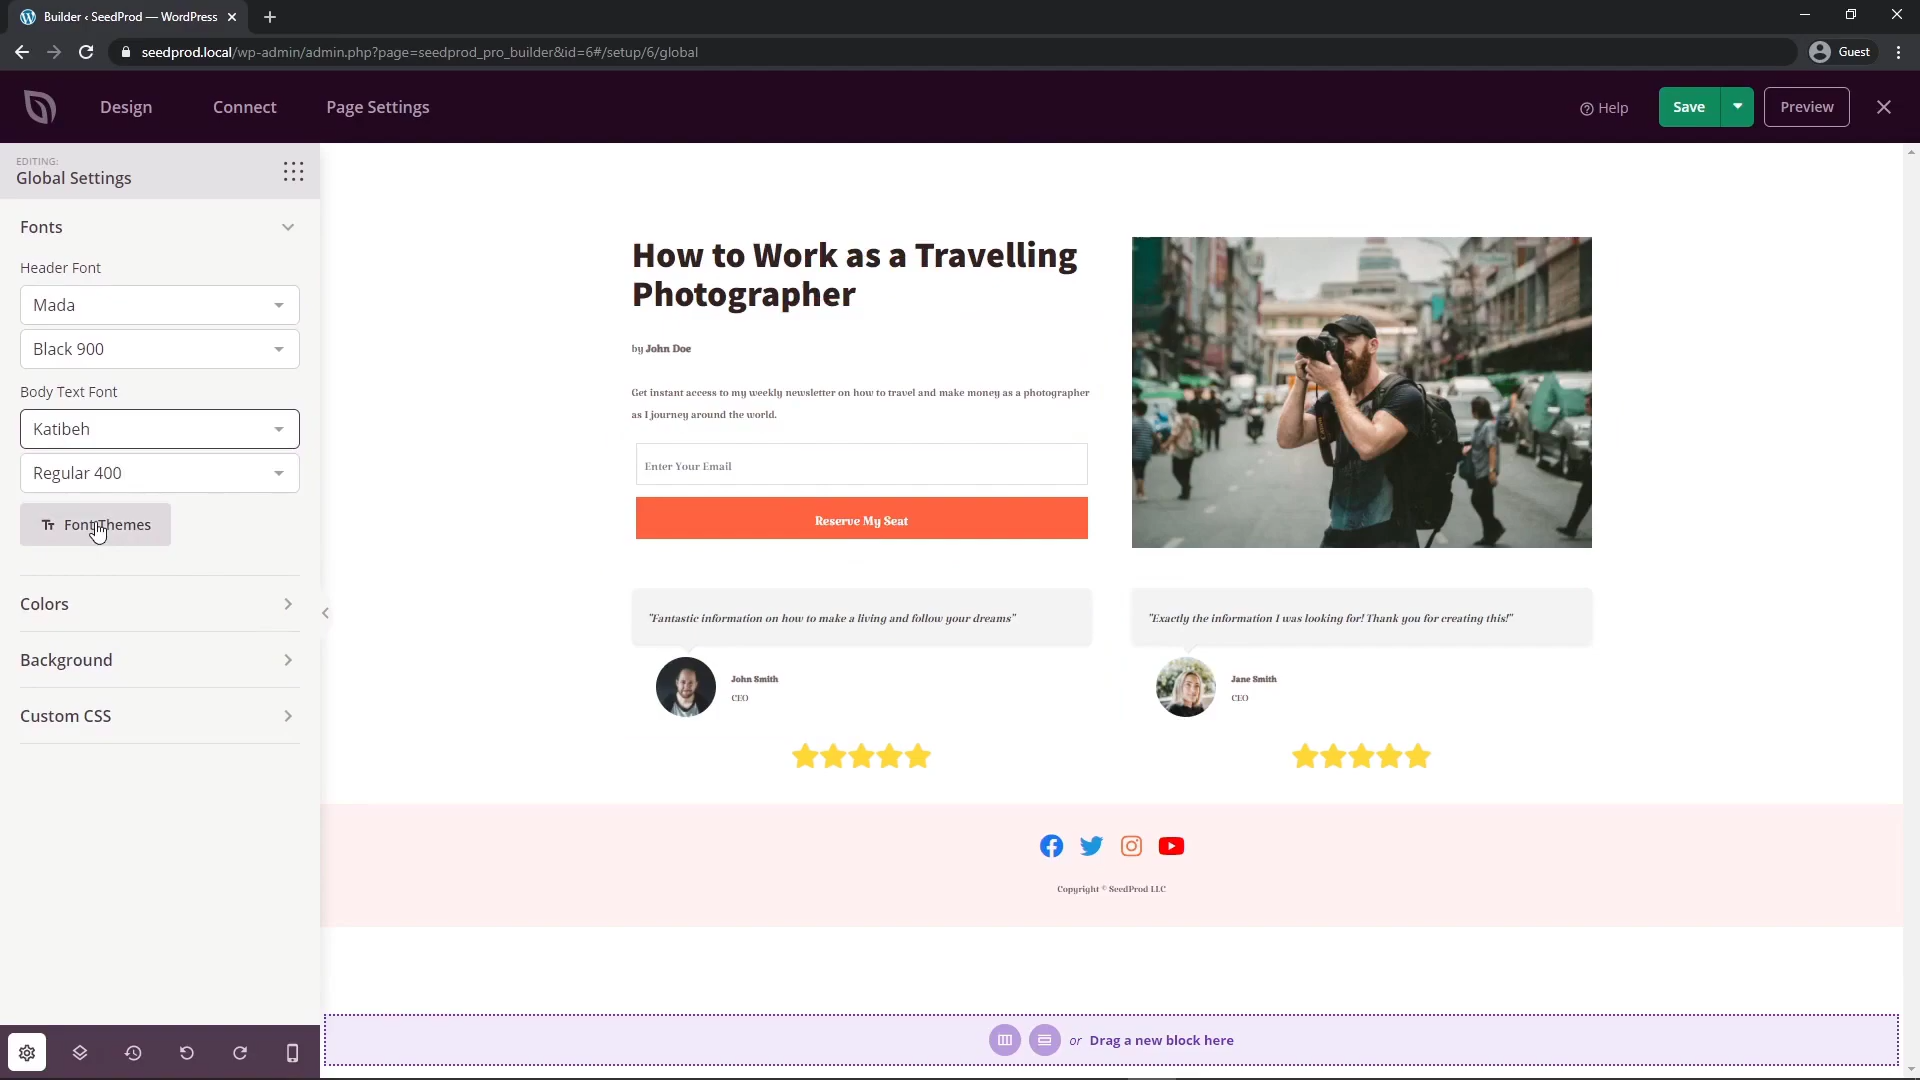 Builder ‹ SeedProd — WordPress
seedprod.local/wp-admin/admin.php?page=seedprod_pro_builder&id=6#/setup/6/global
Guest
Design
Connect
Page Settings
Help
Save
Preview
EDITING:
Global Settings
Fonts
Header Font
Mada
Black 900
Body Text Font
Katibeh
Regular 400
Tт Font Themes
Colors
Background
Custom CSS
How to Work as a Travelling
Photographer
by John Doe
Get instant access to my weekly newsletter on how to travel and make money as a photographer
as I journey around the world.
Enter Your Email
Reserve My Seat
"Fantastic information on how to make a living and follow your dreams"
John Smith
CEO
"Exactly the information I was looking for! Thank you for creating this!"
Jane Smith
CEO
Copyright © SeedProd LLC
or Drag a new block here